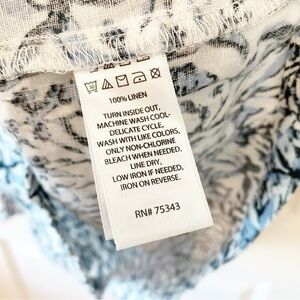 100% LINEN
TURN INSIDE OUT,
MACHINE WASH COOL-
DELICATE CYCLE,
WASH WITH LIKE COLORS,
ONLY NON-CHLORINE
BLEACH WHEN NEEDED,
LINE DRY,
LOW IRON IF NEEDED,
IRON ON REVERSE.
RN# 75343